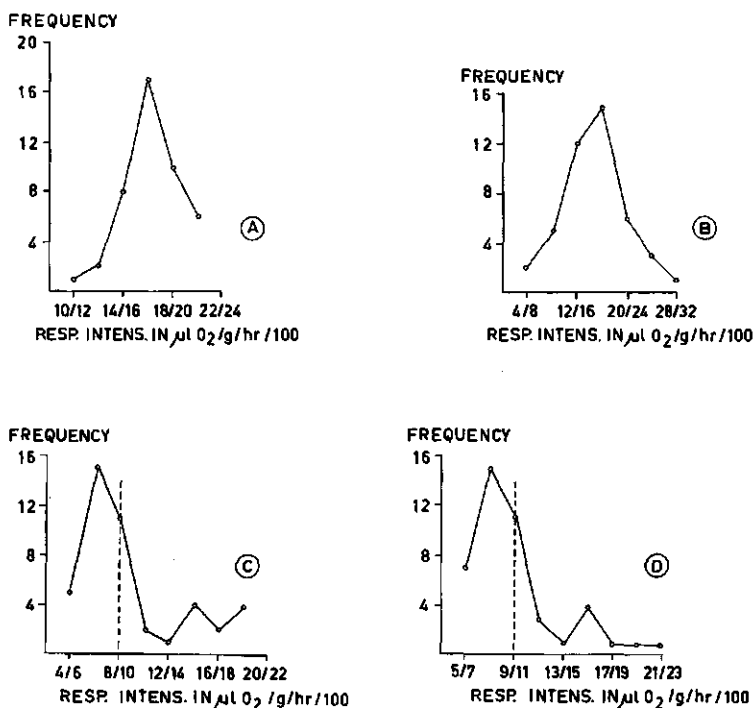 FREQUENCY
20
16
12
8
4
A
10/12 14/16 18/20 22/24
RESP. INTENS. IN µl O2/g/hr/100
FREQUENCY
16
12
8
4
B
4/8 12/16 20/24 28/32
RESP. INTENS. IN µl O2/g/hr/100
FREQUENCY
16
12
8
4
C
4/6 8/10 12/14 16/18 20/22
RESP. INTENS. IN µl O2/g/hr/100
FREQUENCY
16
12
8
4
D
5/7 9/11 13/15 17/19 21/23
RESP. INTENS. IN µl O2/g/hr/100